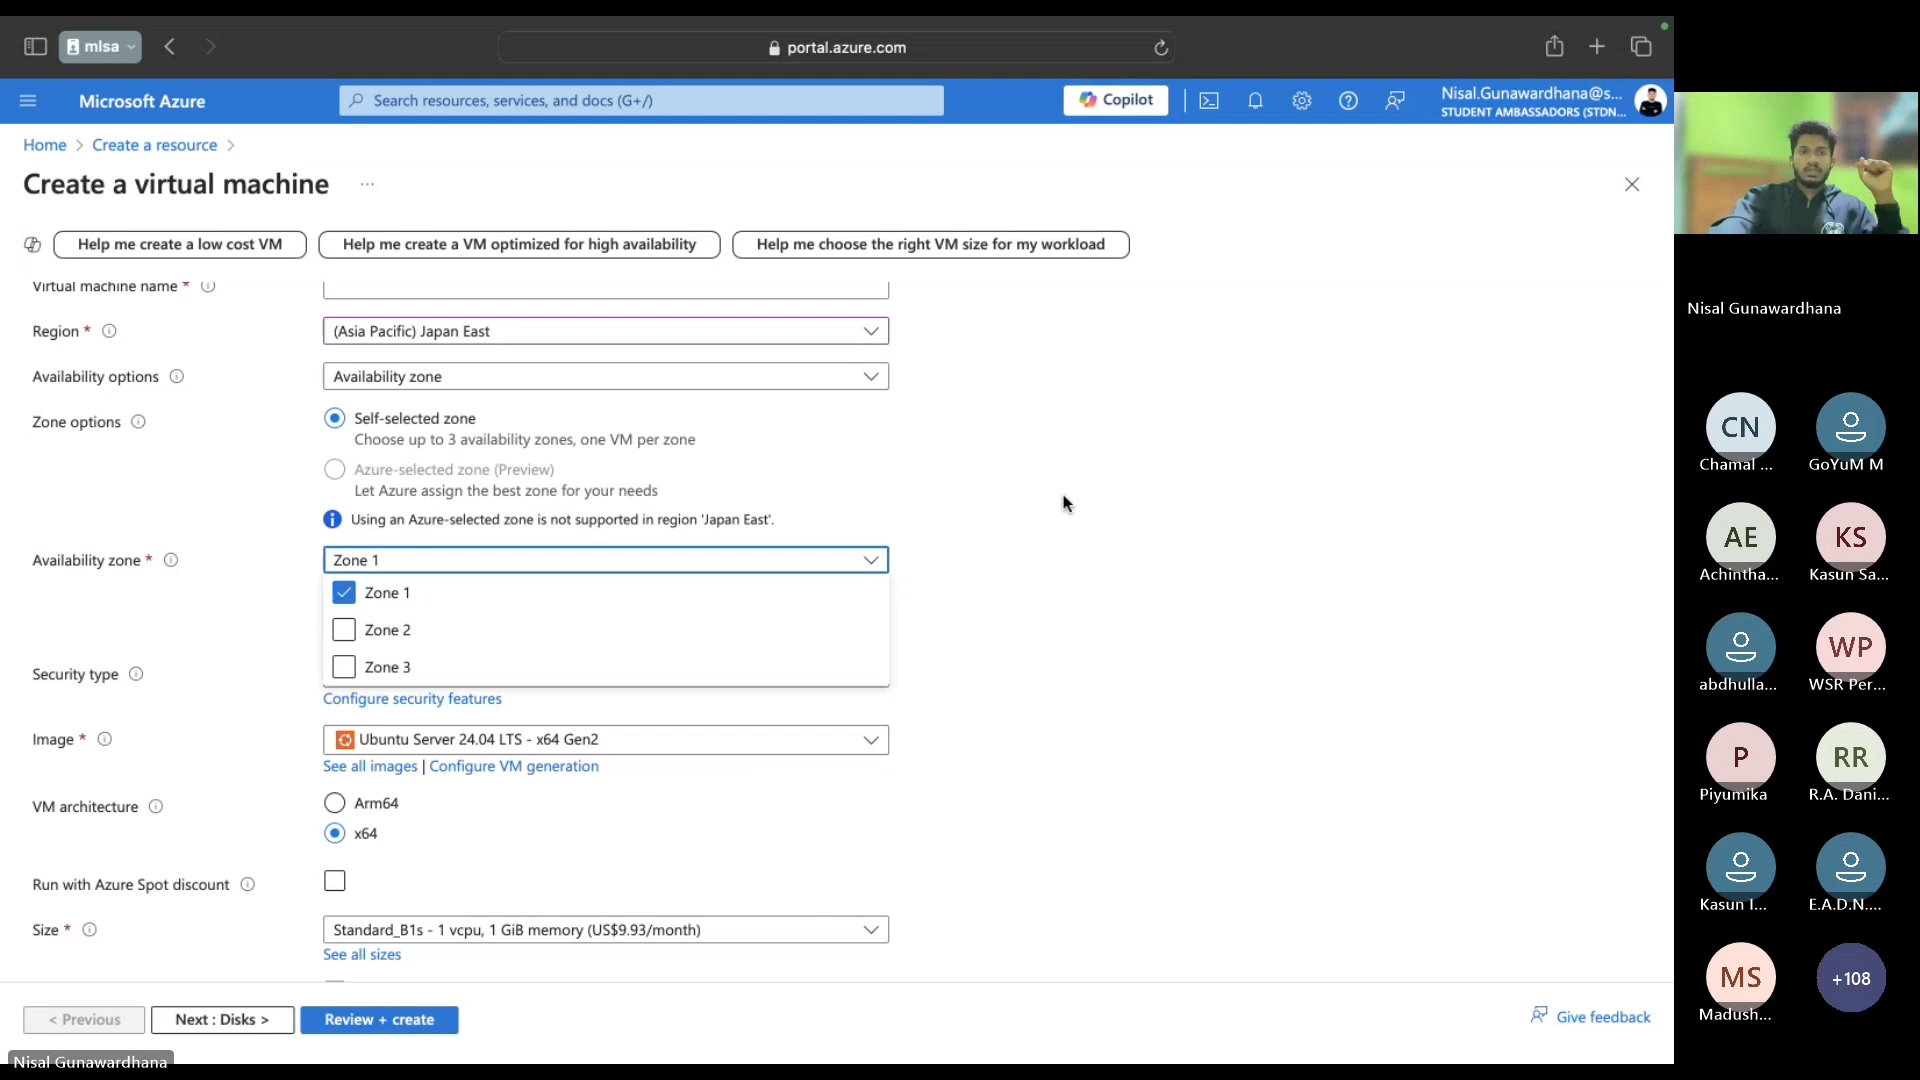 mlsa
portal.azure.com
Microsoft Azure
Search resources, services, and docs (G+/)
Copilot
Nisal.Gunawardhana@s...
STUDENT AMBASSADORS (STDN...
Home > Create a resource >
Create a virtual machine ...
Help me create a low cost VM
Help me create a VM optimized for high availability
Help me choose the right VM size for my workload
Virtual machine name *
Region *
(Asia Pacific) Japan East
Availability options
Availability zone
Zone options
Self-selected zone
Choose up to 3 availability zones, one VM per zone
Azure-selected zone (Preview)
Let Azure assign the best zone for your needs
Using an Azure-selected zone is not supported in region 'Japan East'.
Availability zone *
Zone 1
Zone 1
Zone 2
Zone 3
Security type
Configure security features
Image *
Ubuntu Server 24.04 LTS - x64 Gen2
See all images | Configure VM generation
VM architecture
Arm64
x64
Run with Azure Spot discount
Size *
Standard_B1s - 1 vcpu, 1 GiB memory (US$9.93/month)
See all sizes
< Previous
Next : Disks >
Review + create
Give feedback
Nisal Gunawardhana
Nisal Gunawardhana
CN
Chamal ...
GoYuM M
AE
Achintha...
KS
Kasun Sa...
abdhulla...
WP
WSR Per...
P
Piyumika
RR
R.A. Dani...
Kasun I...
E.A.D.N....
MS
Madush...
+108